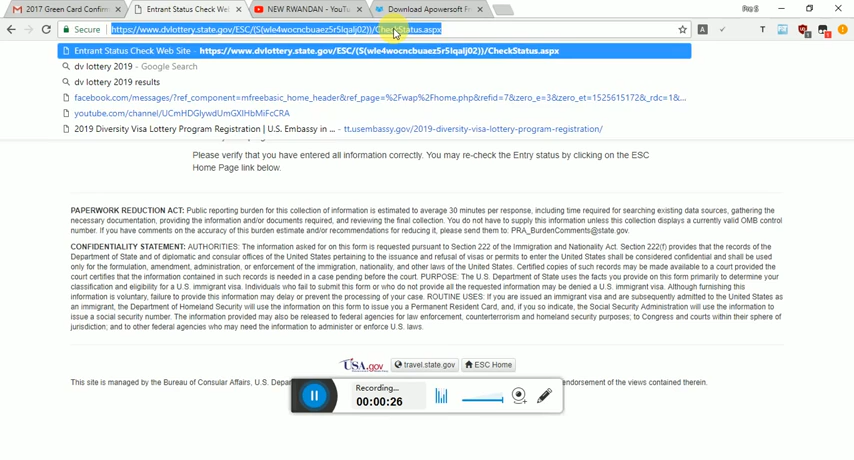 2017 Green Card Confirm
Entrant Status Check Web
NEW RWANDAN - YouTu
Download Apowersoft Fr
Secure
https://www.dvlottery.state.gov/ESC/(S(wle4wocncbuaez5r5lqalj02))/CheckStatus.aspx
Entrant Status Check Web Site - https://www.dvlottery.state.gov/ESC/(S(wle4wocncbuaez5r5lqalj02))/CheckStatus.aspx
dv lottery 2019 - Google Search
dv lottery 2019 results
facebook.com/messages/?ref_component=mfreebasic_home_header&ref_page=%2Fwap%2Fhome.php&refid=7&zero_e=3&zero_et=1525615172&_rdc=1&...
youtube.com/channel/UCmHDGlywdUmGXIHbMiFcCRA
2019 Diversity Visa Lottery Program Registration | U.S. Embassy in ... - tt.usembassy.gov/2019-diversity-visa-lottery-program-registration/
Please verify that you have entered all information correctly. You may re-check the Entry status by clicking on the ESC
Home Page link below.
PAPERWORK REDUCTION ACT: Public reporting burden for this collection of information is estimated to average 30 minutes per response, including time required for searching existing data sources, gathering the
necessary documentation, providing the information and/or documents required, and reviewing the final collection. You do not have to supply this information unless this collection displays a currently valid OMB control
number. If you have comments on the accuracy of this burden estimate and/or recommendations for reducing it, please send them to: PRA_BurdenComments@state.gov.
CONFIDENTIALITY STATEMENT: AUTHORITIES: The information asked for on this form is requested pursuant to Section 222 of the Immigration and Nationality Act. Section 222(f) provides that the records of the
Department of State and of diplomatic and consular offices of the United States pertaining to the issuance and refusal of visas or permits to enter the United States shall be considered confidential and shall be used
only for the formulation, amendment, administration, or enforcement of the immigration, nationality, and other laws of the United States. Certified copies of such records may be made available to a court provided the
court certifies that the information contained in such records is needed in a case pending before the court. PURPOSE: The U.S. Department of State uses the facts you provide on this form primarily to determine your
classification and eligibility for a U.S. immigrant visa. Individuals who fail to submit this form or who do not provide all the requested information may be denied a U.S. immigrant visa. Although furnishing this
information is voluntary, failure to provide this information may delay or prevent the processing of your case. ROUTINE USES: If you are issued an immigrant visa and are subsequently admitted to the United States as
an immigrant, the Department of Homeland Security will use the information on this form to issue you a Permanent Resident Card, and, if you so indicate, the Social Security Administration will use the information to
issue a social security number. The information provided may also be released to federal agencies for law enforcement, counterterrorism and homeland security purposes; to Congress and courts within their sphere of
jurisdiction; and to other federal agencies who may need the information to administer or enforce U.S. laws.
USA.gov
travel.state.gov
ESC Home
This site is managed by the Bureau of Consular Affairs, U.S. Depa
endorsement of the views contained therein.
Recording...
00:00:26